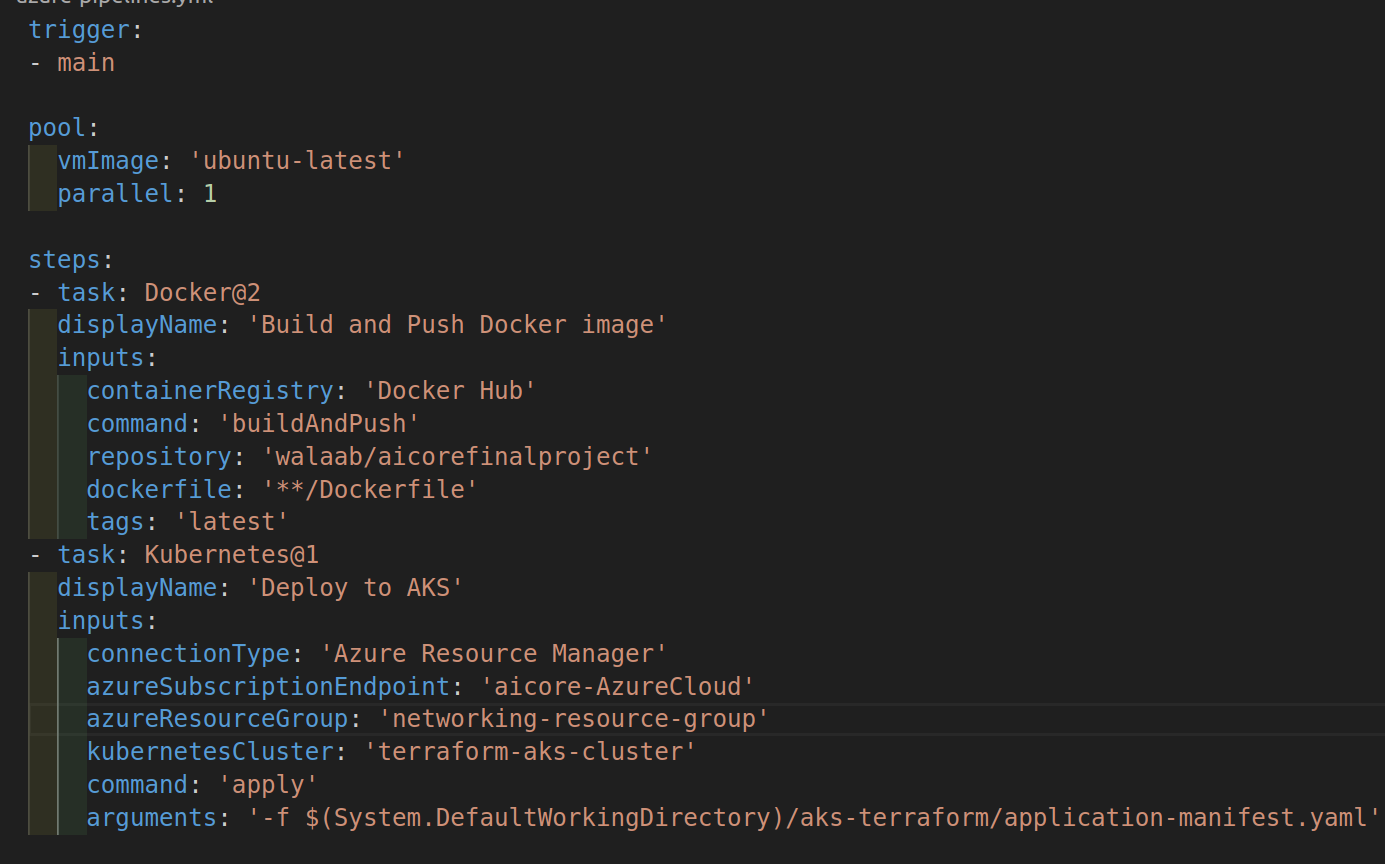 azure-pipelines.yml
trigger:
- main
pool:
vmImage: 'ubuntu-latest'
parallel: 1
steps:
- task: Docker@2
displayName: 'Build and Push Docker image'
inputs:
containerRegistry: 'Docker Hub'
command: 'buildAndPush'
repository: 'walaab/aicorefinalproject'
dockerfile: '**/Dockerfile'
tags: 'latest'
- task: Kubernetes@1
displayName: 'Deploy to AKS'
inputs:
connectionType: 'Azure Resource Manager'
azureSubscriptionEndpoint: 'aicore-AzureCloud'
azureResourceGroup: 'networking-resource-group'
kubernetesCluster: 'terraform-aks-cluster'
command: 'apply'
arguments: '-f $(System.DefaultWorkingDirectory)/aks-terraform/application-manifest.yaml'